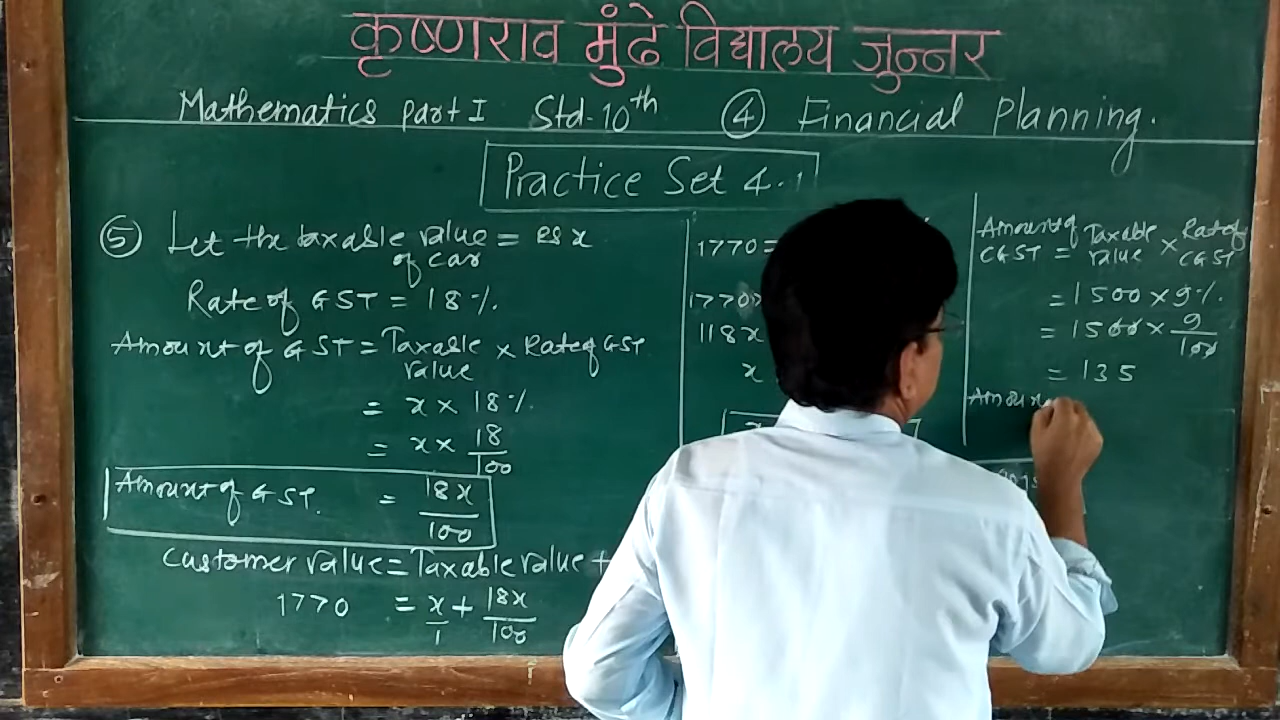 कृष्णराव मुंढे विद्यालय जुन्नर
Mathematics part I Std-10th ④ Financial Planning.
Practice Set 4.1
⑤ Let the taxable value = Rs x
of car
Rate of GST = 18%.
Amount of GST = Taxable value × Rate of GST
= x × 18%.
= x × 18/100
Amount of GST. = 18x/100
Customer value = Taxable value +
1770 = x/1 + 18x/100
1770 =
1770×
118x
x
Amount of CGST = Taxable value × Rate of CGST
= 1500 × 9%.
= 1500 × 9/100
= 135
Amoun